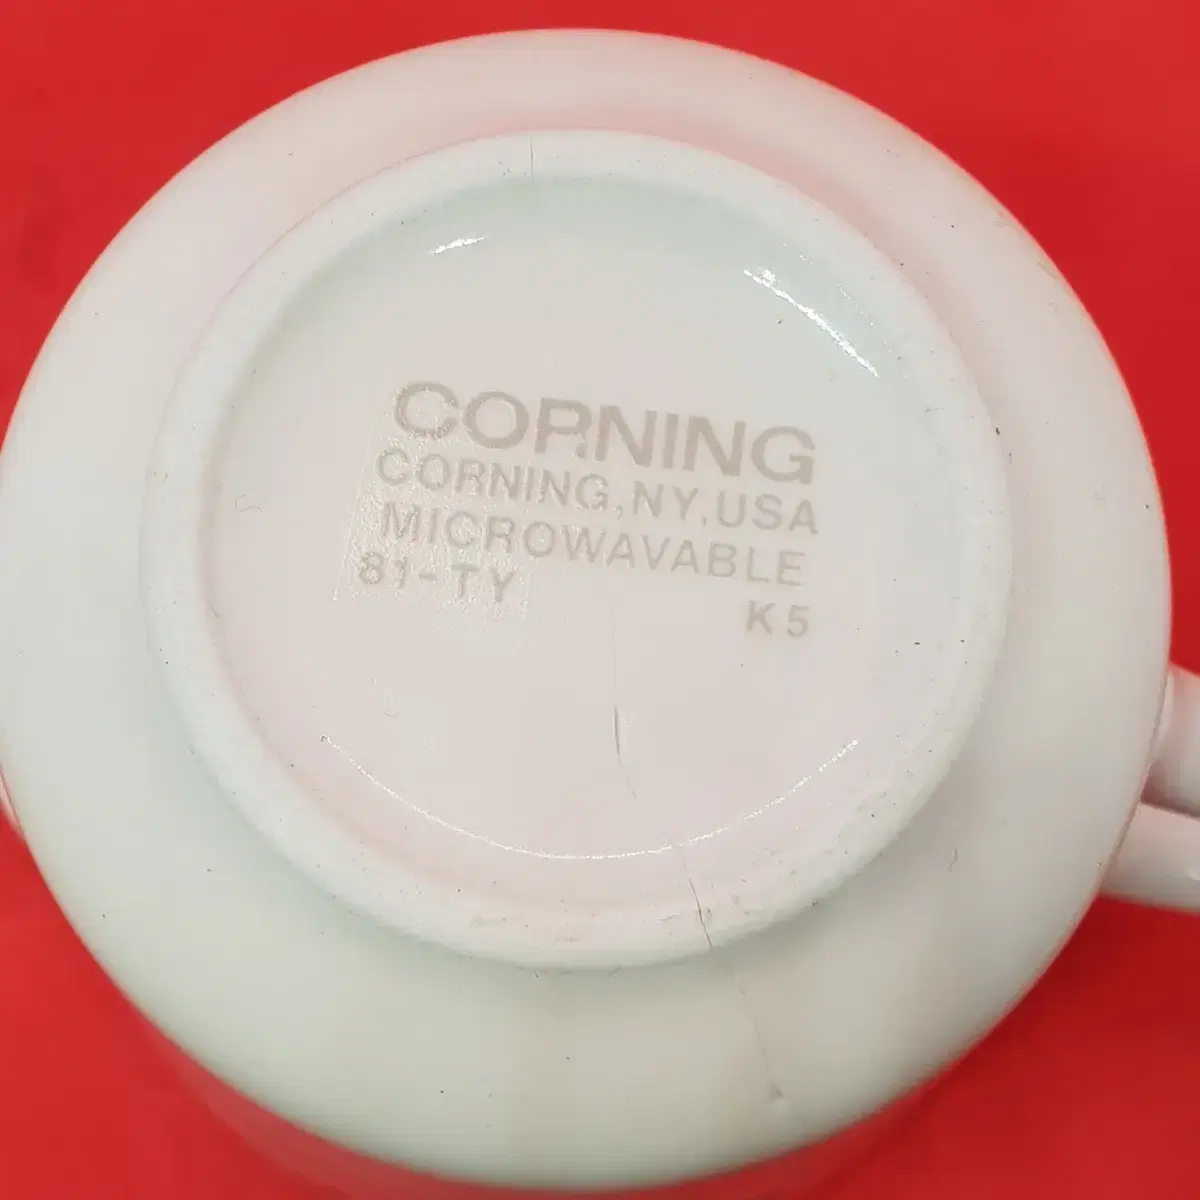 CORNING
CORNING, NY, USA
MICROWAVABLE
81-TY
K5